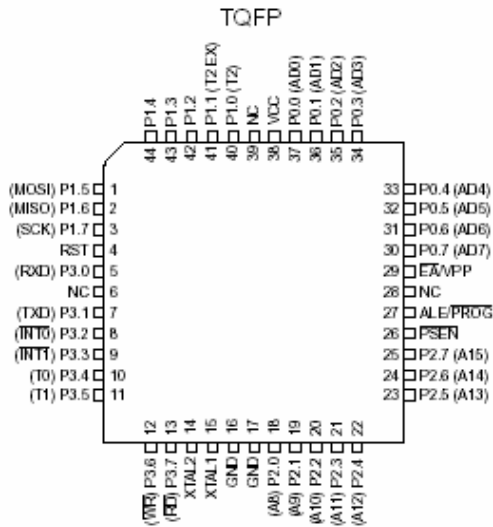 TQFP
44 P1.4
43 P1.3
42 P1.2
41 P1.1 (T2 EX)
40 P1.0 (T2)
39 NC
38 VCC
37 P0.0 (AD0)
36 P0.1 (AD1)
35 P0.2 (AD2)
34 P0.3 (AD3)
(MOSI) P1.5 1
(MISO) P1.6 2
(SCK) P1.7 3
RST 4
(RXD) P3.0 5
NC 6
(TXD) P3.1 7
(INT0) P3.2 8
(INT1) P3.3 9
(T0) P3.4 10
(T1) P3.5 11
33 P0.4 (AD4)
32 P0.5 (AD5)
31 P0.6 (AD6)
30 P0.7 (AD7)
29 EA/VPP
28 NC
27 ALE/PROG
26 PSEN
25 P2.7 (A15)
24 P2.6 (A14)
23 P2.5 (A13)
(WR) P3.6 12
(RD) P3.7 13
XTAL2 14
XTAL1 15
GND 16
GND 17
(A8) P2.0 18
(A9) P2.1 19
(A10) P2.2 20
(A11) P2.3 21
(A12) P2.4 22